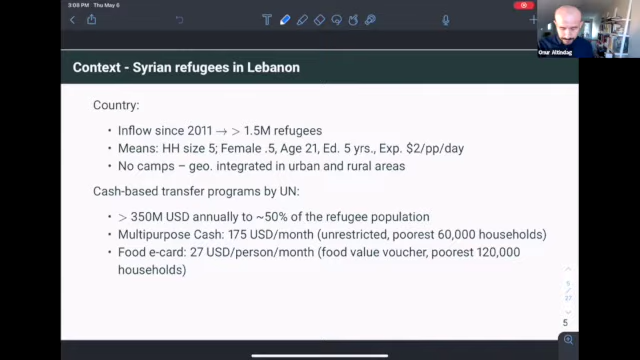 3:09 PM Thu May 6
Onur Altindag
Context - Syrian refugees in Lebanon
Country:
• Inflow since 2011 → > 1.5M refugees
• Means: HH size 5; Female .5, Age 21, Ed. 5 yrs., Exp. $2/pp/day
• No camps – geo. integrated in urban and rural areas
Cash-based transfer programs by UN:
• > 350M USD annually to ~50% of the refugee population
• Multipurpose Cash: 175 USD/month (unrestricted, poorest 60,000 households)
• Food e-card: 27 USD/person/month (food value voucher, poorest 120,000
households)
5
/
27
5